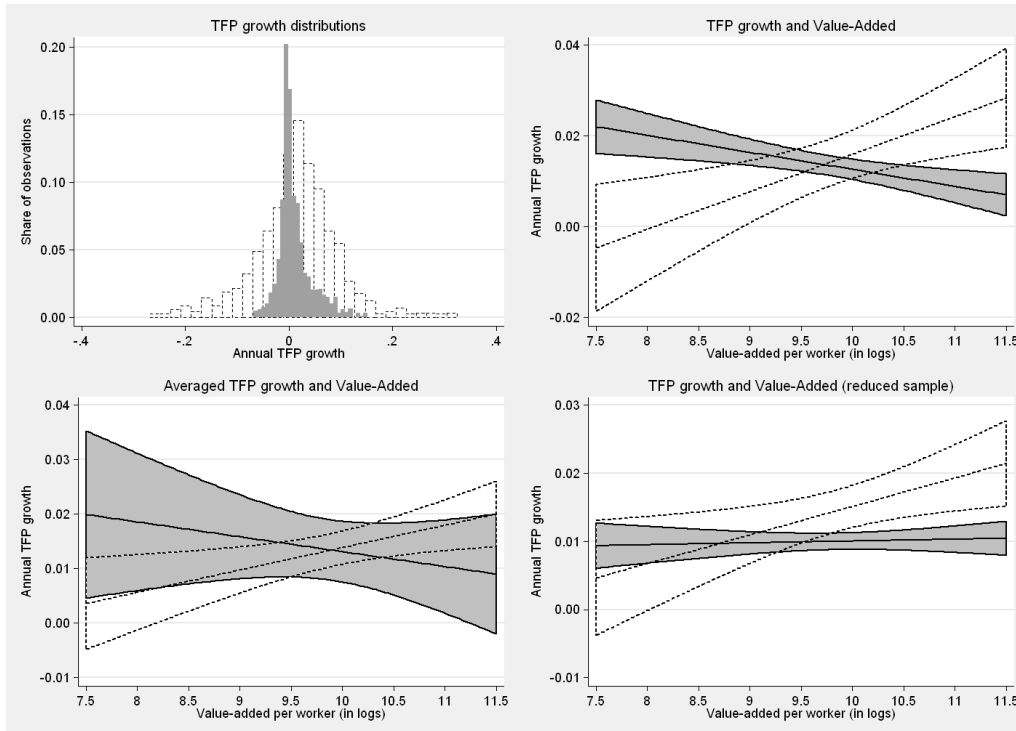 TFP growth distributions
0.20
0.15
0.10
0.05
0.00
Share of observations
-.4 -.2 0 .2 .4
Annual TFP growth
TFP growth and Value-Added
0.04
0.02
0.00
-0.02
Annual TFP growth
7.5 8 8.5 9 9.5 10 10.5 11 11.5
Value-added per worker (in logs)
Averaged TFP growth and Value-Added
0.04
0.03
0.02
0.01
0.00
-0.01
Annual TFP growth
7.5 8 8.5 9 9.5 10 10.5 11 11.5
Value-added per worker (in logs)
TFP growth and Value-Added (reduced sample)
0.03
0.02
0.01
0.00
-0.01
Annual TFP growth
7.5 8 8.5 9 9.5 10 10.5 11 11.5
Value-added per worker (in logs)